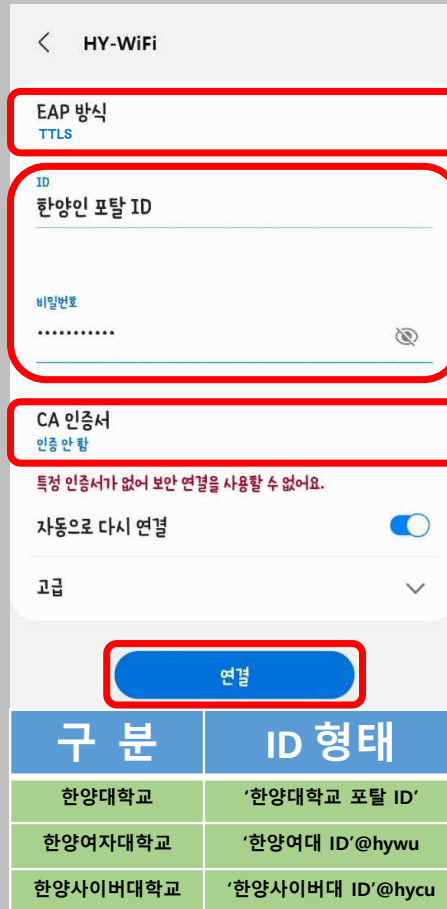 HY-WiFi
EAP 방식
TTLS
ID
한양인 포탈 ID
비밀번호
•••••••••••
CA 인증서
인증 안 함
특정 인증서가 없어 보안 연결을 사용할 수 없어요.
자동으로 다시 연결
고급
연결
구 분 ID 형태
한양대학교 '한양대학교 포탈 ID'
한양여자대학교 '한양여대 ID'@hywu
한양사이버대학교 '한양사이버대 ID'@hycu